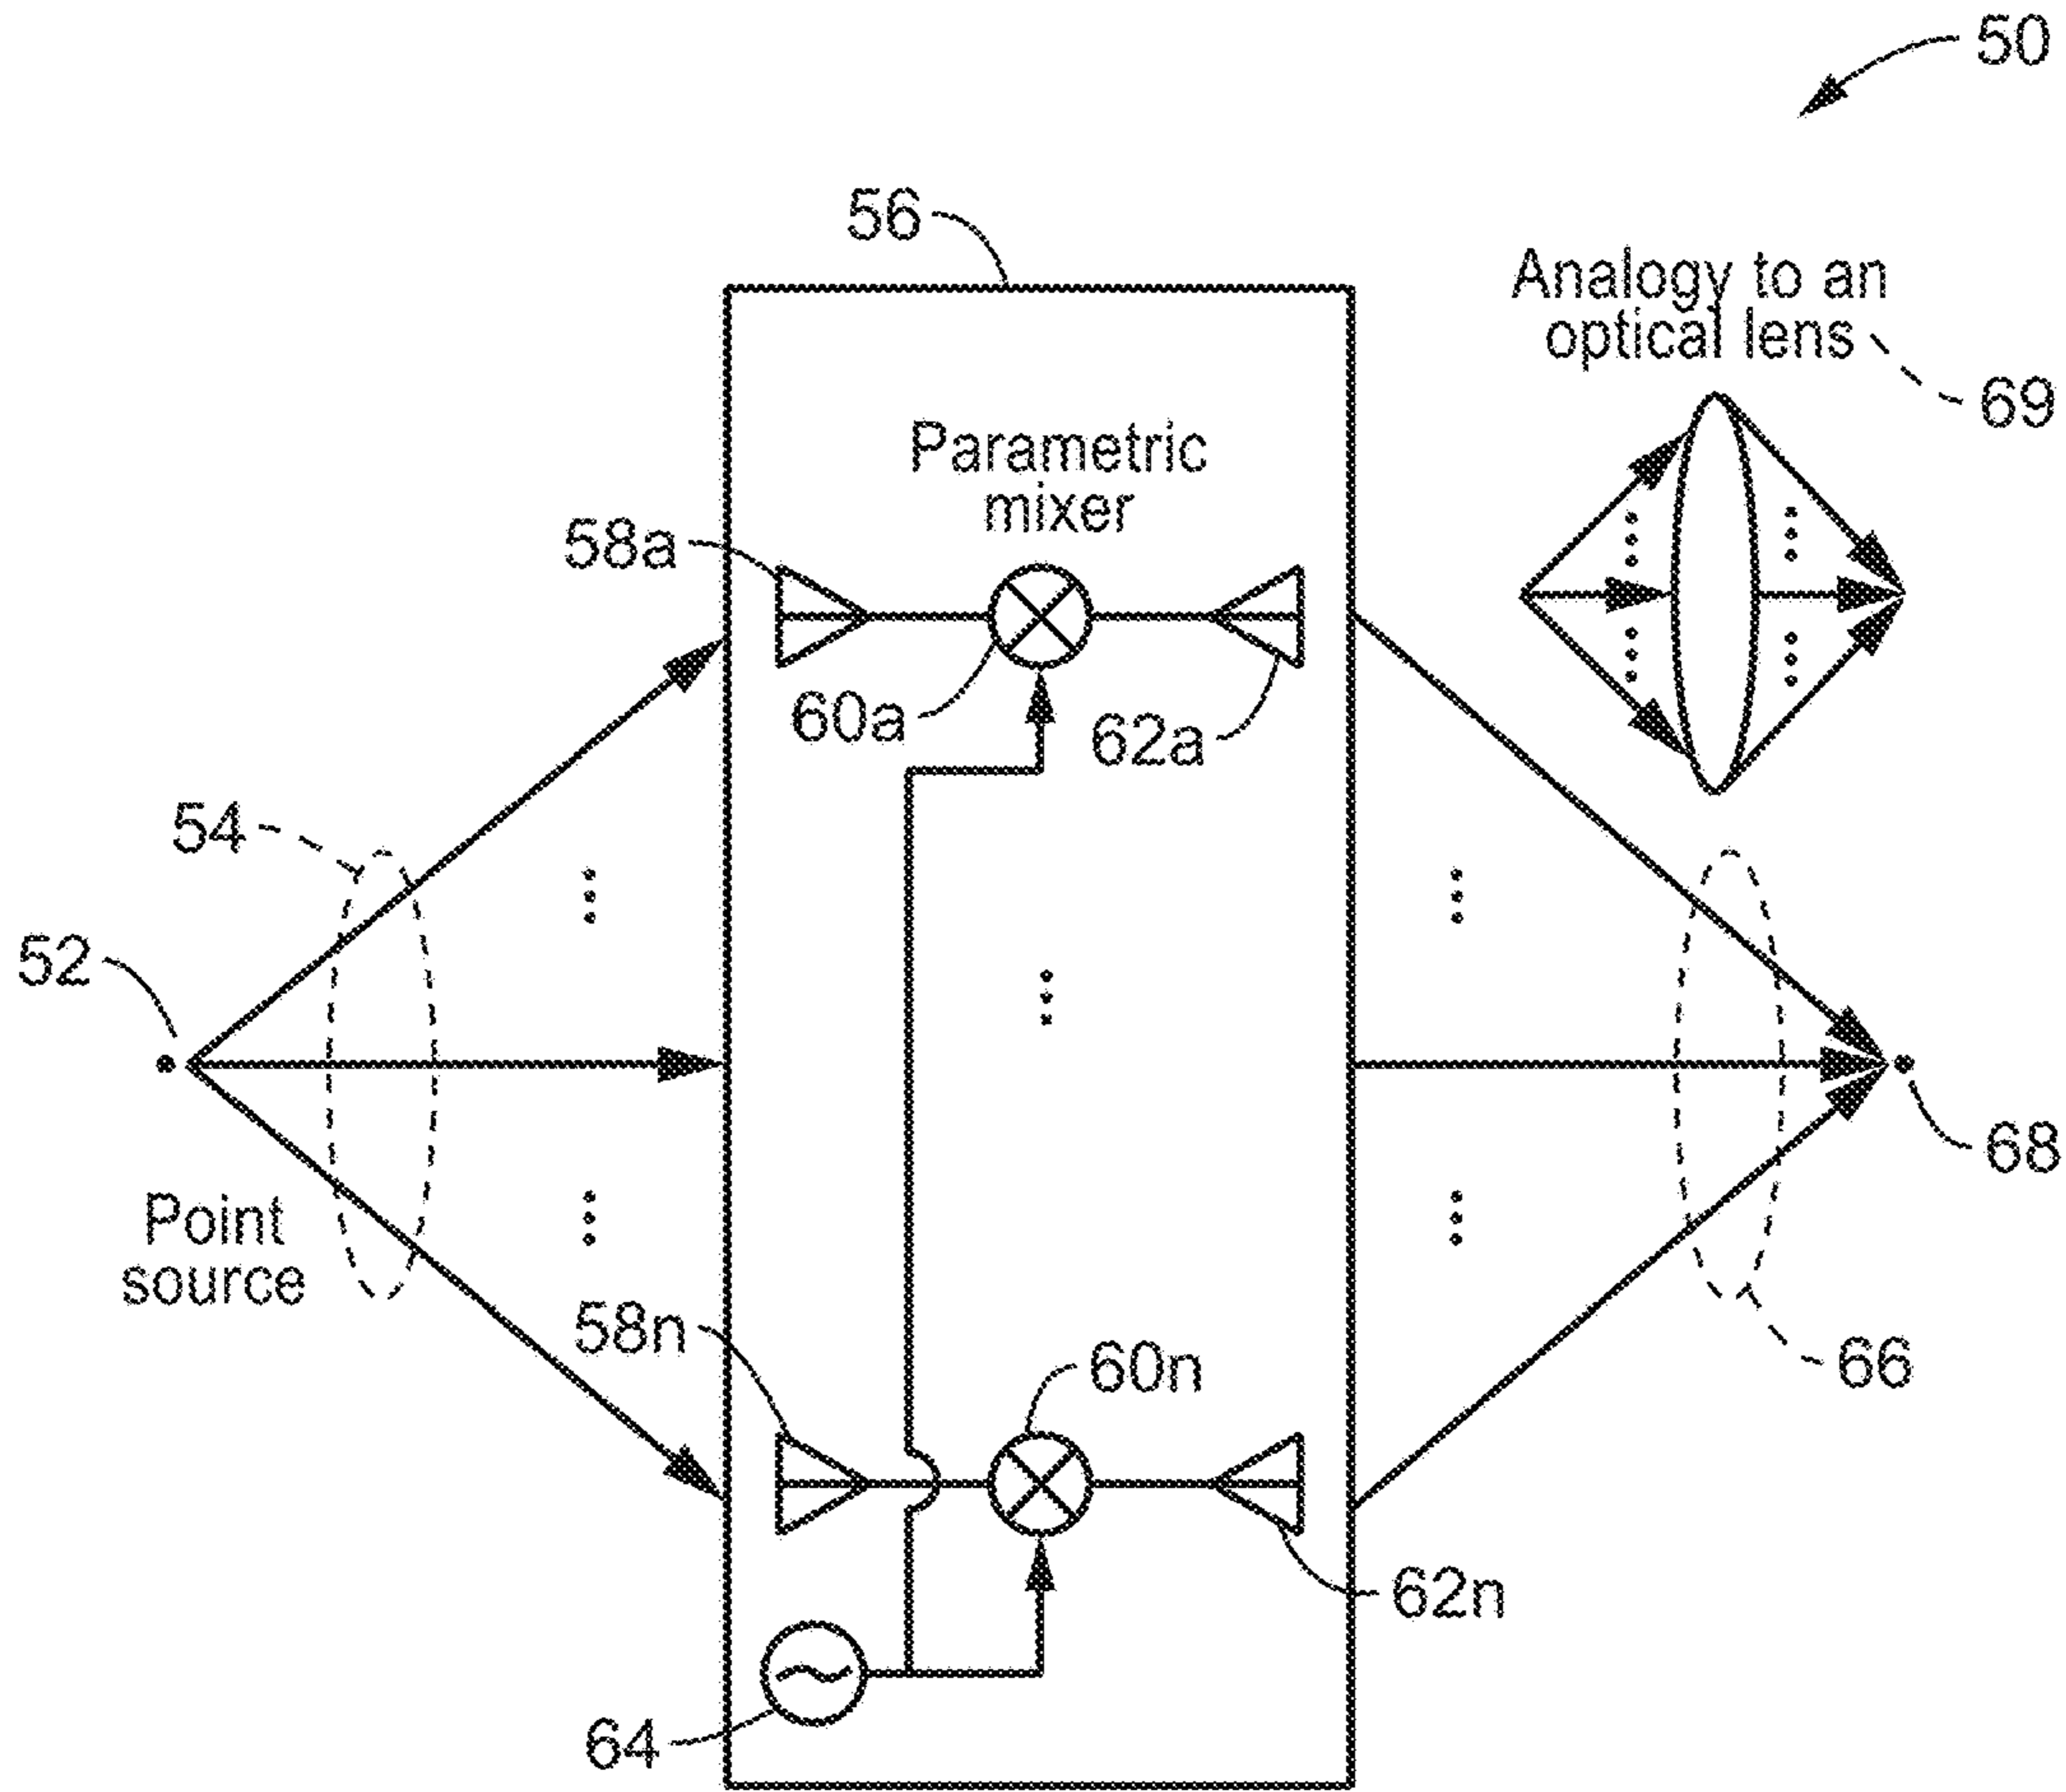 50
56
Analogy to an
optical lens
69
Parametric
mixer
58a
60a
62a
54
52
68
Point
source
58n
60n
66
62n
64